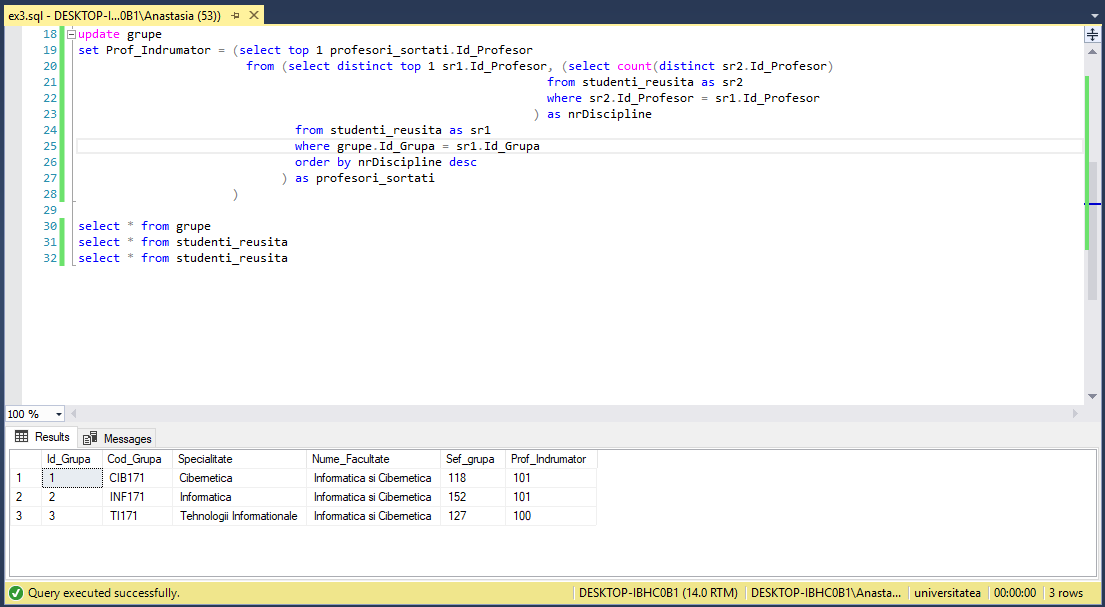 ex3.sql - DESKTOP-I...0B1\Anastasia (53))
18 update grupe
19 set Prof_Indrumator = (select top 1 profesori_sortati.Id_Profesor
20 from (select distinct top 1 sr1.Id_Profesor, (select count(distinct sr2.Id_Profesor)
21 from studenti_reusita as sr2
22 where sr2.Id_Profesor = sr1.Id_Profesor
23 ) as nrDiscipline
24 from studenti_reusita as sr1
25 where grupe.Id_Grupa = sr1.Id_Grupa
26 order by nrDiscipline desc
27 ) as profesori_sortati
28 )
29
30 select * from grupe
31 select * from studenti_reusita
32 select * from studenti_reusita
100 %
Results Messages
Id_Grupa Cod_Grupa Specialitate Nume_Facultate Sef_grupa Prof_Indrumator
1 1 CIB171 Cibernetica Informatica si Cibernetica 118 101
2 2 INF171 Informatica Informatica si Cibernetica 152 101
3 3 TI171 Tehnologii Informationale Informatica si Cibernetica 127 100
Query executed successfully. DESKTOP-IBHC0B1 (14.0 RTM) DESKTOP-IBHC0B1\Anasta... universitatea 00:00:00 3 rows